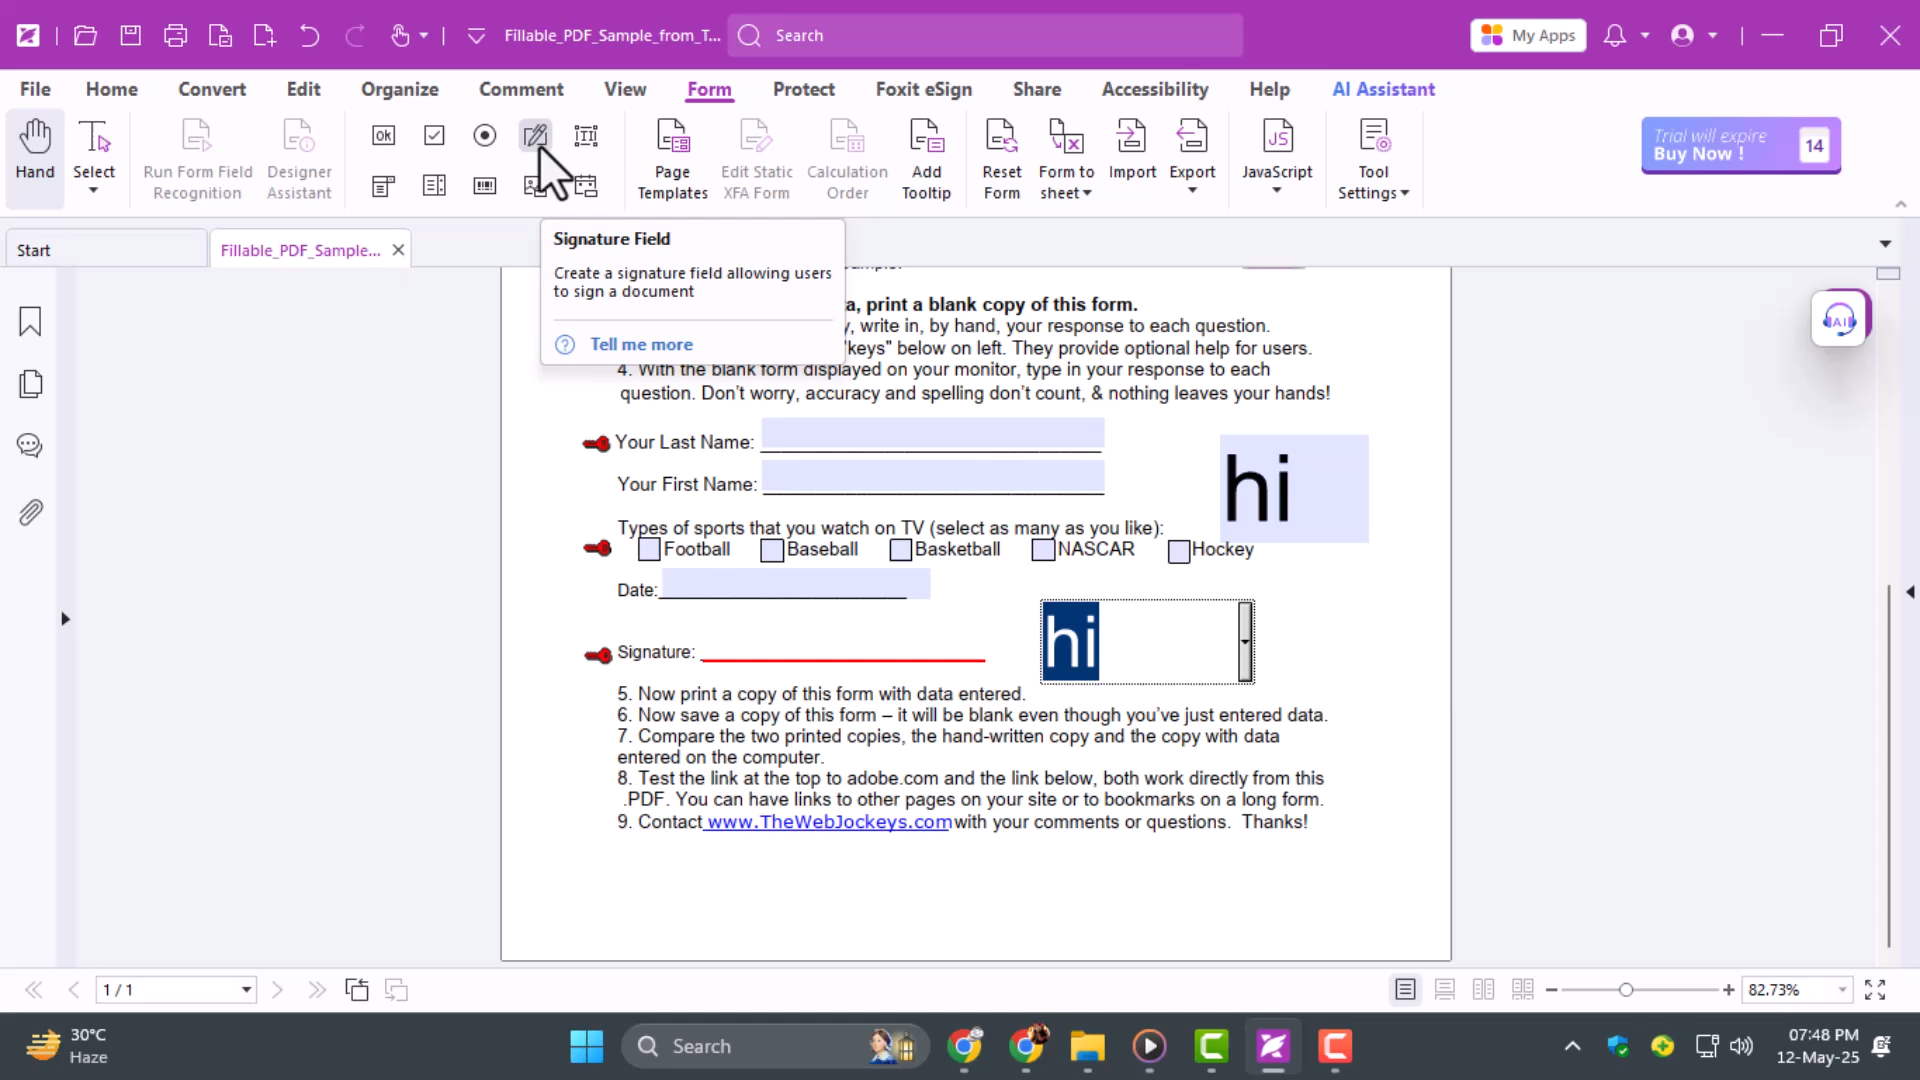 Fillable_PDF_Sample_from_T...
Search
My Apps
File
Home
Convert
Edit
Organize
Comment
View
Form
Protect
Foxit eSign
Share
Accessibility
Help
AI Assistant
Hand
Select
Run Form Field
Recognition
Designer
Assistant
Ok
Page
Templates
Edit Static
XFA Form
Calculation
Order
Add
Tooltip
Reset
Form
Form to
sheet
Import
Export
JS
JavaScript
Tool
Settings
Trial will expire
Buy Now !
14
Start
Fillable_PDF_Sample...
Signature Field
Create a signature field allowing users
to sign a document
Tell me more
AI
a, print a blank copy of this form.
y, write in, by hand, your response to each question.
"keys" below on left. They provide optional help for users.
4. With the blank form displayed on your monitor, type in your response to each
question. Don't worry, accuracy and spelling don't count, & nothing leaves your hands!
Your Last Name:
Your First Name:
hi
Types of sports that you watch on TV (select as many as you like):
Football Baseball Basketball NASCAR Hockey
Date:
hi
Signature:
5. Now print a copy of this form with data entered.
6. Now save a copy of this form – it will be blank even though you've just entered data.
7. Compare the two printed copies, the hand-written copy and the copy with data
entered on the computer.
8. Test the link at the top to adobe.com and the link below, both work directly from this
.PDF. You can have links to other pages on your site or to bookmarks on a long form.
9. Contact www.TheWebJockeys.com with your comments or questions. Thanks!
1 / 1
82.73%
30°C
Haze
Search
07:48 PM
12-May-25